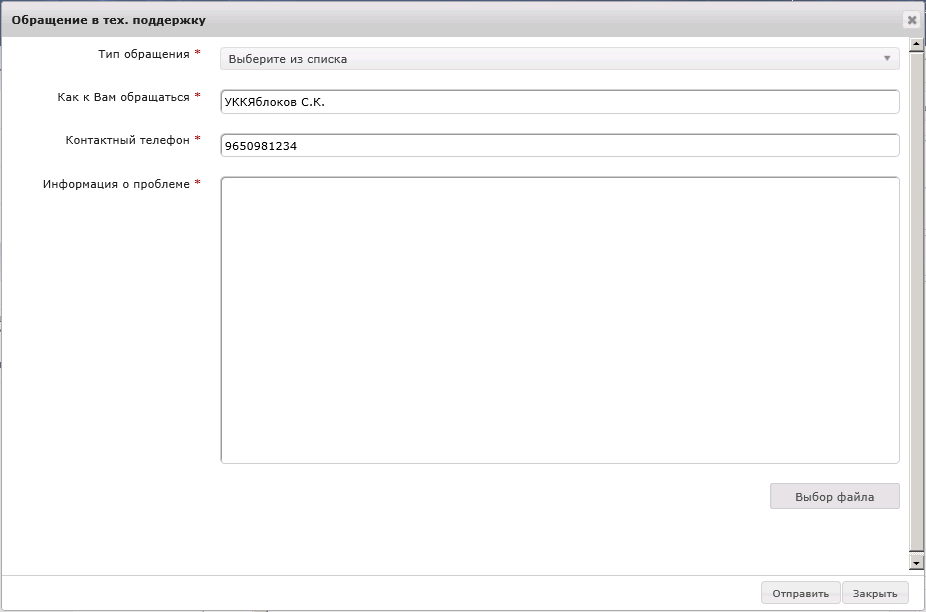 Обращение в тех. поддержку
Тип обращения *
Выберите из списка
Как к Вам обращаться *
УККЯблоков С.К.
Контактный телефон *
9650981234
Информация о проблеме *
Выбор файла
Отправить
Закрыть